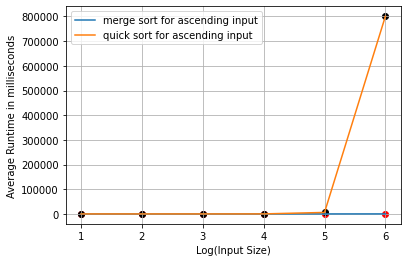 merge sort for ascending input
quick sort for ascending input
Average Runtime in milliseconds
800000
700000
600000
500000
400000
300000
200000
100000
0
1 2 3 4 5 6
Log(Input Size)